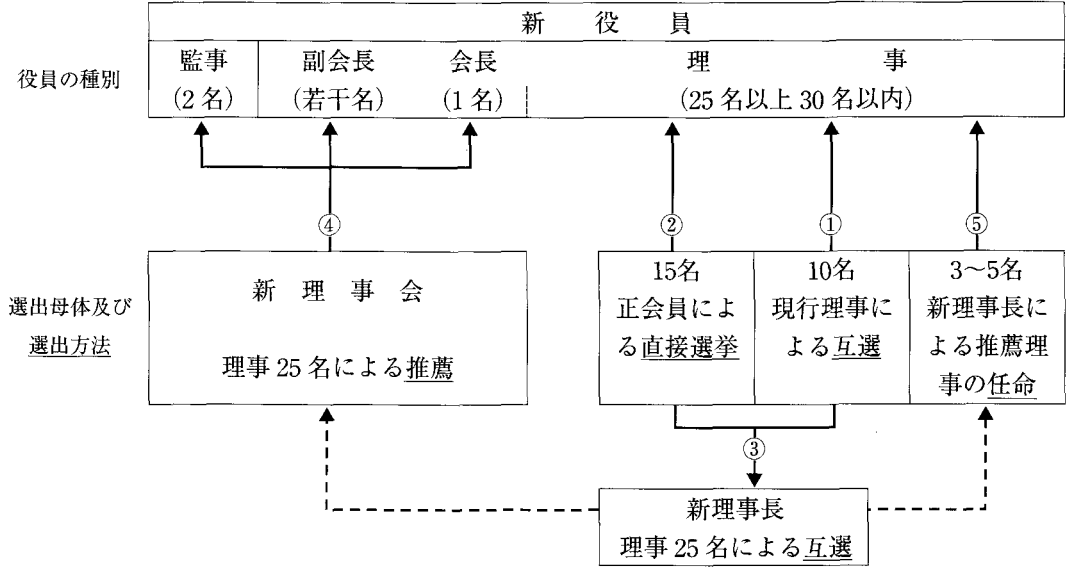 新役員
役員の種別
監事
(2名)
副会長
(若干名)
会長
(1名)
理事
(25名以上30名以内)
④
②
①
⑤
選出母体及び
選出方法
新理事会
理事25名による推薦
15名
正会員によ
る直接選挙
10名
現行理事に
よる互選
3〜5名
新理事長に
よる推薦理
事の任命
③
新理事長
理事25名による互選